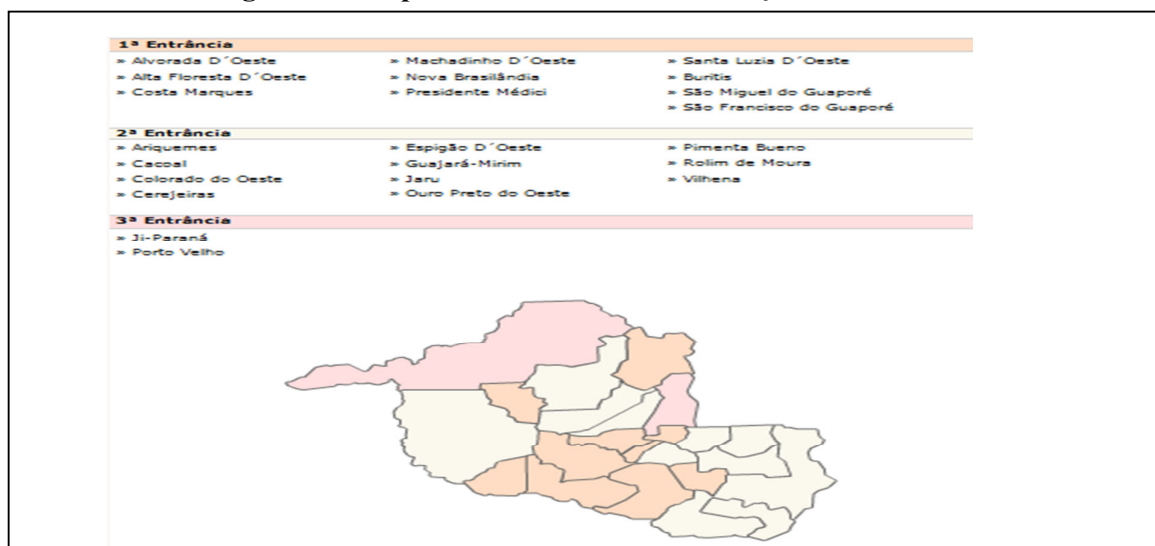 1ª Entrância
» Alvorada D´Oeste
» Alta Floresta D´Oeste
» Costa Marques
» Machadinho D´Oeste
» Nova Brasilândia
» Presidente Médici
» Santa Luzia D´Oeste
» Buritis
» São Miguel do Guaporé
» São Francisco do Guaporé
2ª Entrância
» Ariquemes
» Cacoal
» Colorado do Oeste
» Cerejeiras
» Espigão D´Oeste
» Guajará-Mirim
» Jaru
» Ouro Preto do Oeste
» Pimenta Bueno
» Rolim de Moura
» Vilhena
3ª Entrância
» Ji-Paraná
» Porto Velho